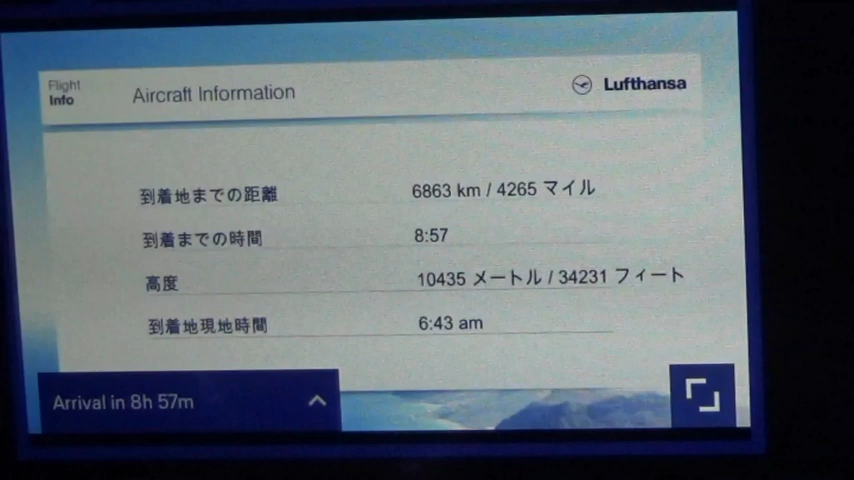 Flight
Info
Aircraft Information
Lufthansa
到着地までの距離 6863 km / 4265 マイル
到着までの時間 8:57
高度 10435 メートル / 34231 フィート
到着地現地時間 6:43 am
Arrival in 8h 57m